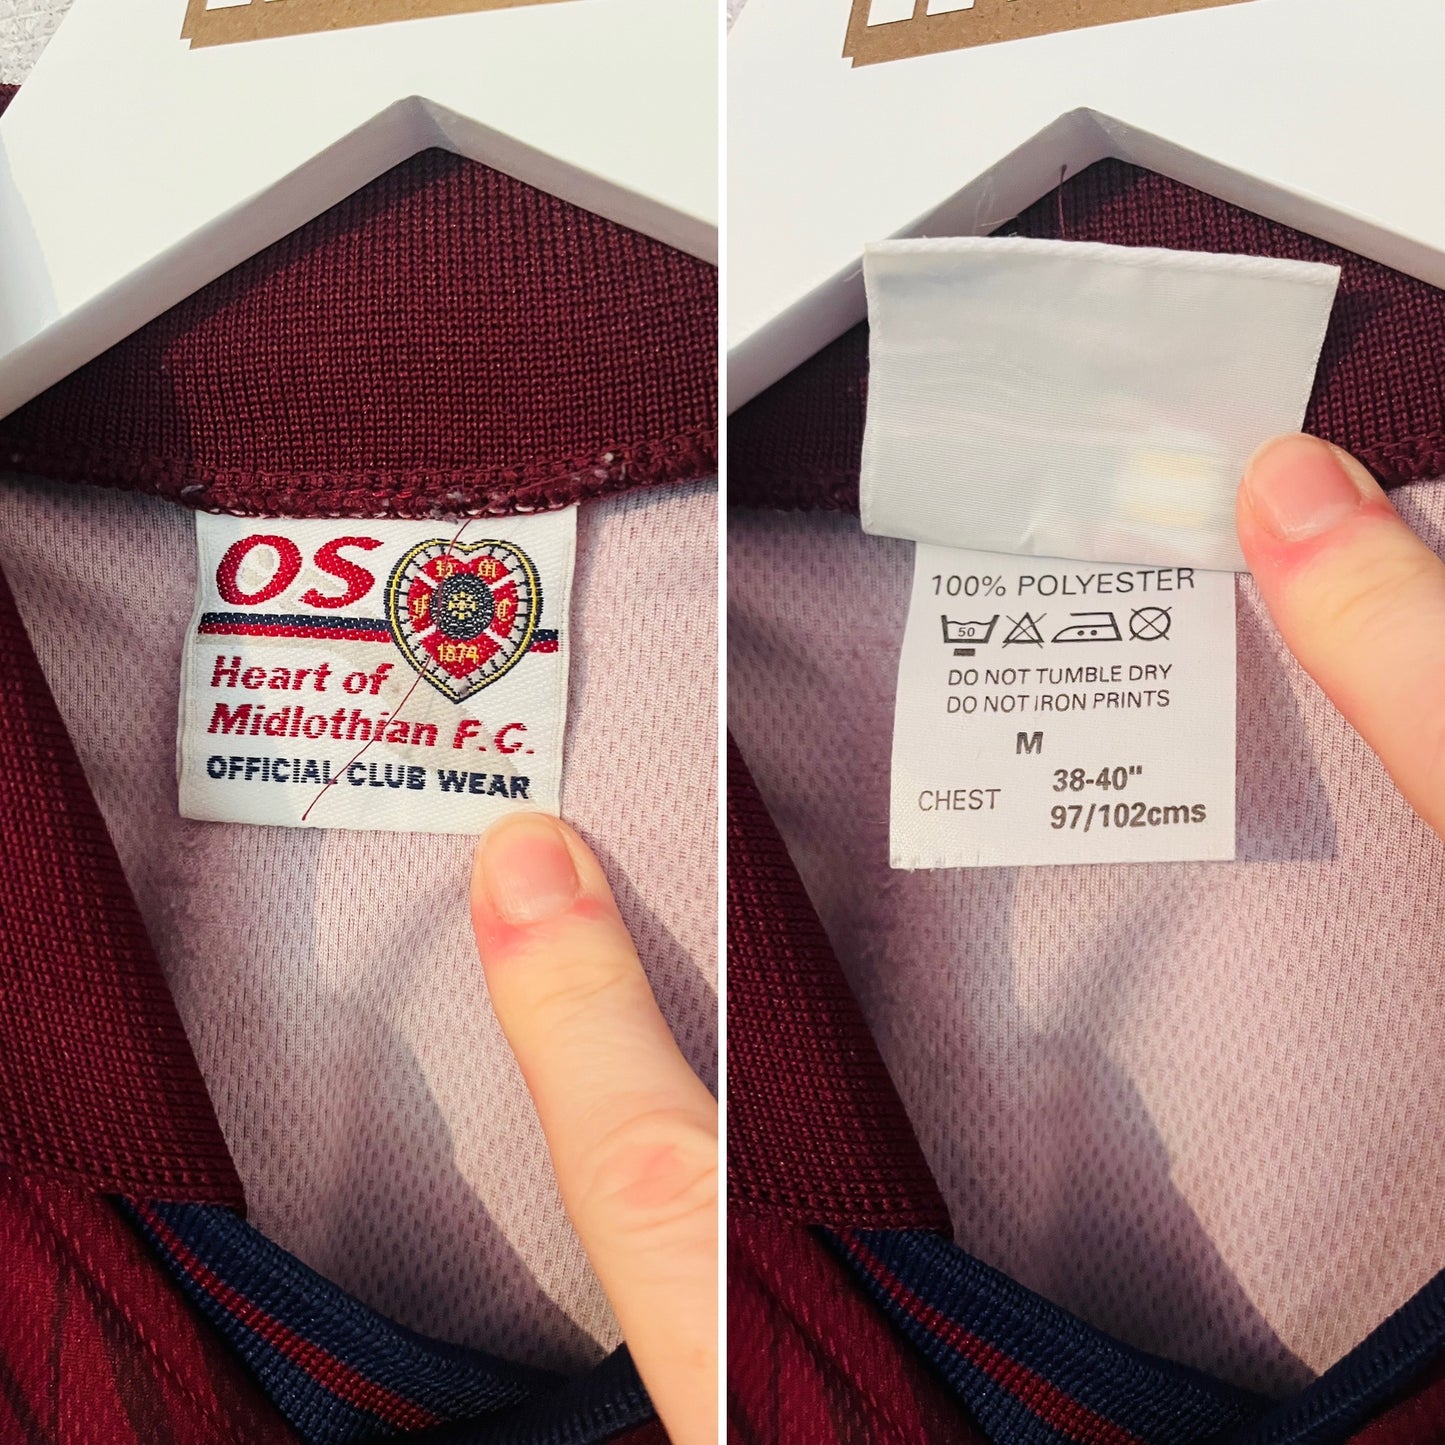 OS
H M
F C
1874
Heart of
Midlothian F.C.
OFFICIAL CLUB WEAR
100% POLYESTER
50
DO NOT TUMBLE DRY
DO NOT IRON PRINTS
M
CHEST 38-40"
97/102cms